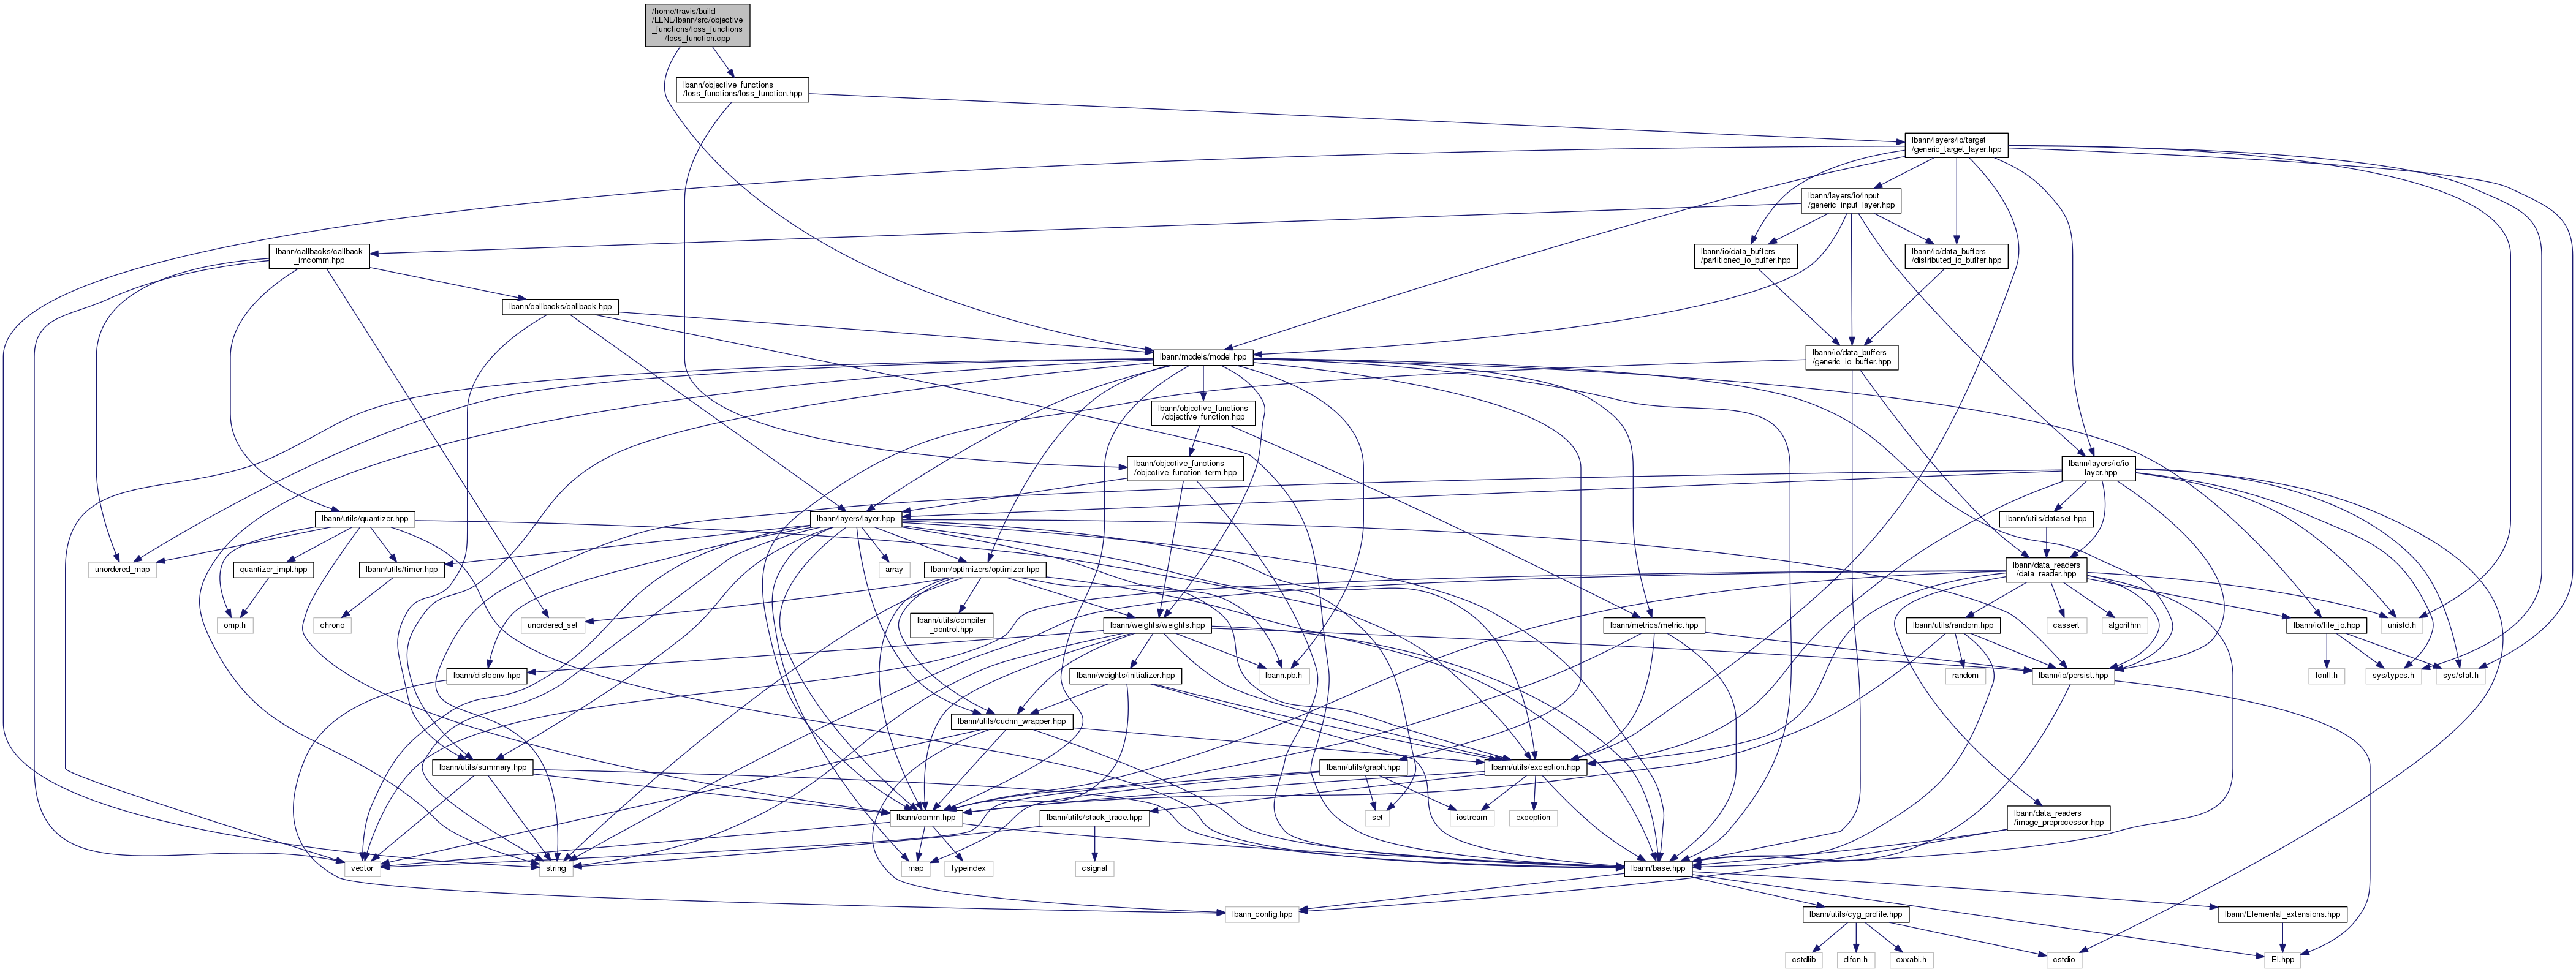 /home/travis/build
/LLNL/lbann/src/objective
_functions/loss_functions
/loss_function.cpp
lbann/objective_functions
/loss_functions/loss_function.hpp
lbann/layers/io/target
/generic_target_layer.hpp
lbann/layers/io/input
/generic_input_layer.hpp
lbann/callbacks/callback
_imcomm.hpp
lbann/io/data_buffers
/partitioned_io_buffer.hpp
lbann/io/data_buffers
/distributed_io_buffer.hpp
lbann/callbacks/callback.hpp
lbann/models/model.hpp
lbann/io/data_buffers
/generic_io_buffer.hpp
lbann/objective_functions
/objective_function.hpp
lbann/objective_functions
/objective_function_term.hpp
lbann/layers/io/io
_layer.hpp
lbann/utils/quantizer.hpp
lbann/layers/layer.hpp
lbann/utils/dataset.hpp
unordered_map
quantizer_impl.hpp
lbann/utils/timer.hpp
array
lbann/optimizers/optimizer.hpp
lbann/data_readers
/data_reader.hpp
omp.h
chrono
unordered_set
lbann/utils/compiler
_control.hpp
lbann/weights/weights.hpp
lbann/metrics/metric.hpp
lbann/utils/random.hpp
cassert
algorithm
lbann/io/file_io.hpp
unistd.h
lbann/distconv.hpp
lbann/weights/initializer.hpp
lbann.pb.h
random
lbann/io/persist.hpp
fcntl.h
sys/types.h
sys/stat.h
lbann/utils/cudnn_wrapper.hpp
lbann/utils/summary.hpp
lbann/utils/graph.hpp
lbann/utils/exception.hpp
lbann/comm.hpp
lbann/utils/stack_trace.hpp
set
iostream
exception
lbann/data_readers
/image_preprocessor.hpp
vector
string
map
typeindex
csignal
lbann/base.hpp
lbann_config.hpp
lbann/utils/cyg_profile.hpp
lbann/Elemental_extensions.hpp
cstdlib
dlfcn.h
cxxabi.h
cstdio
El.hpp